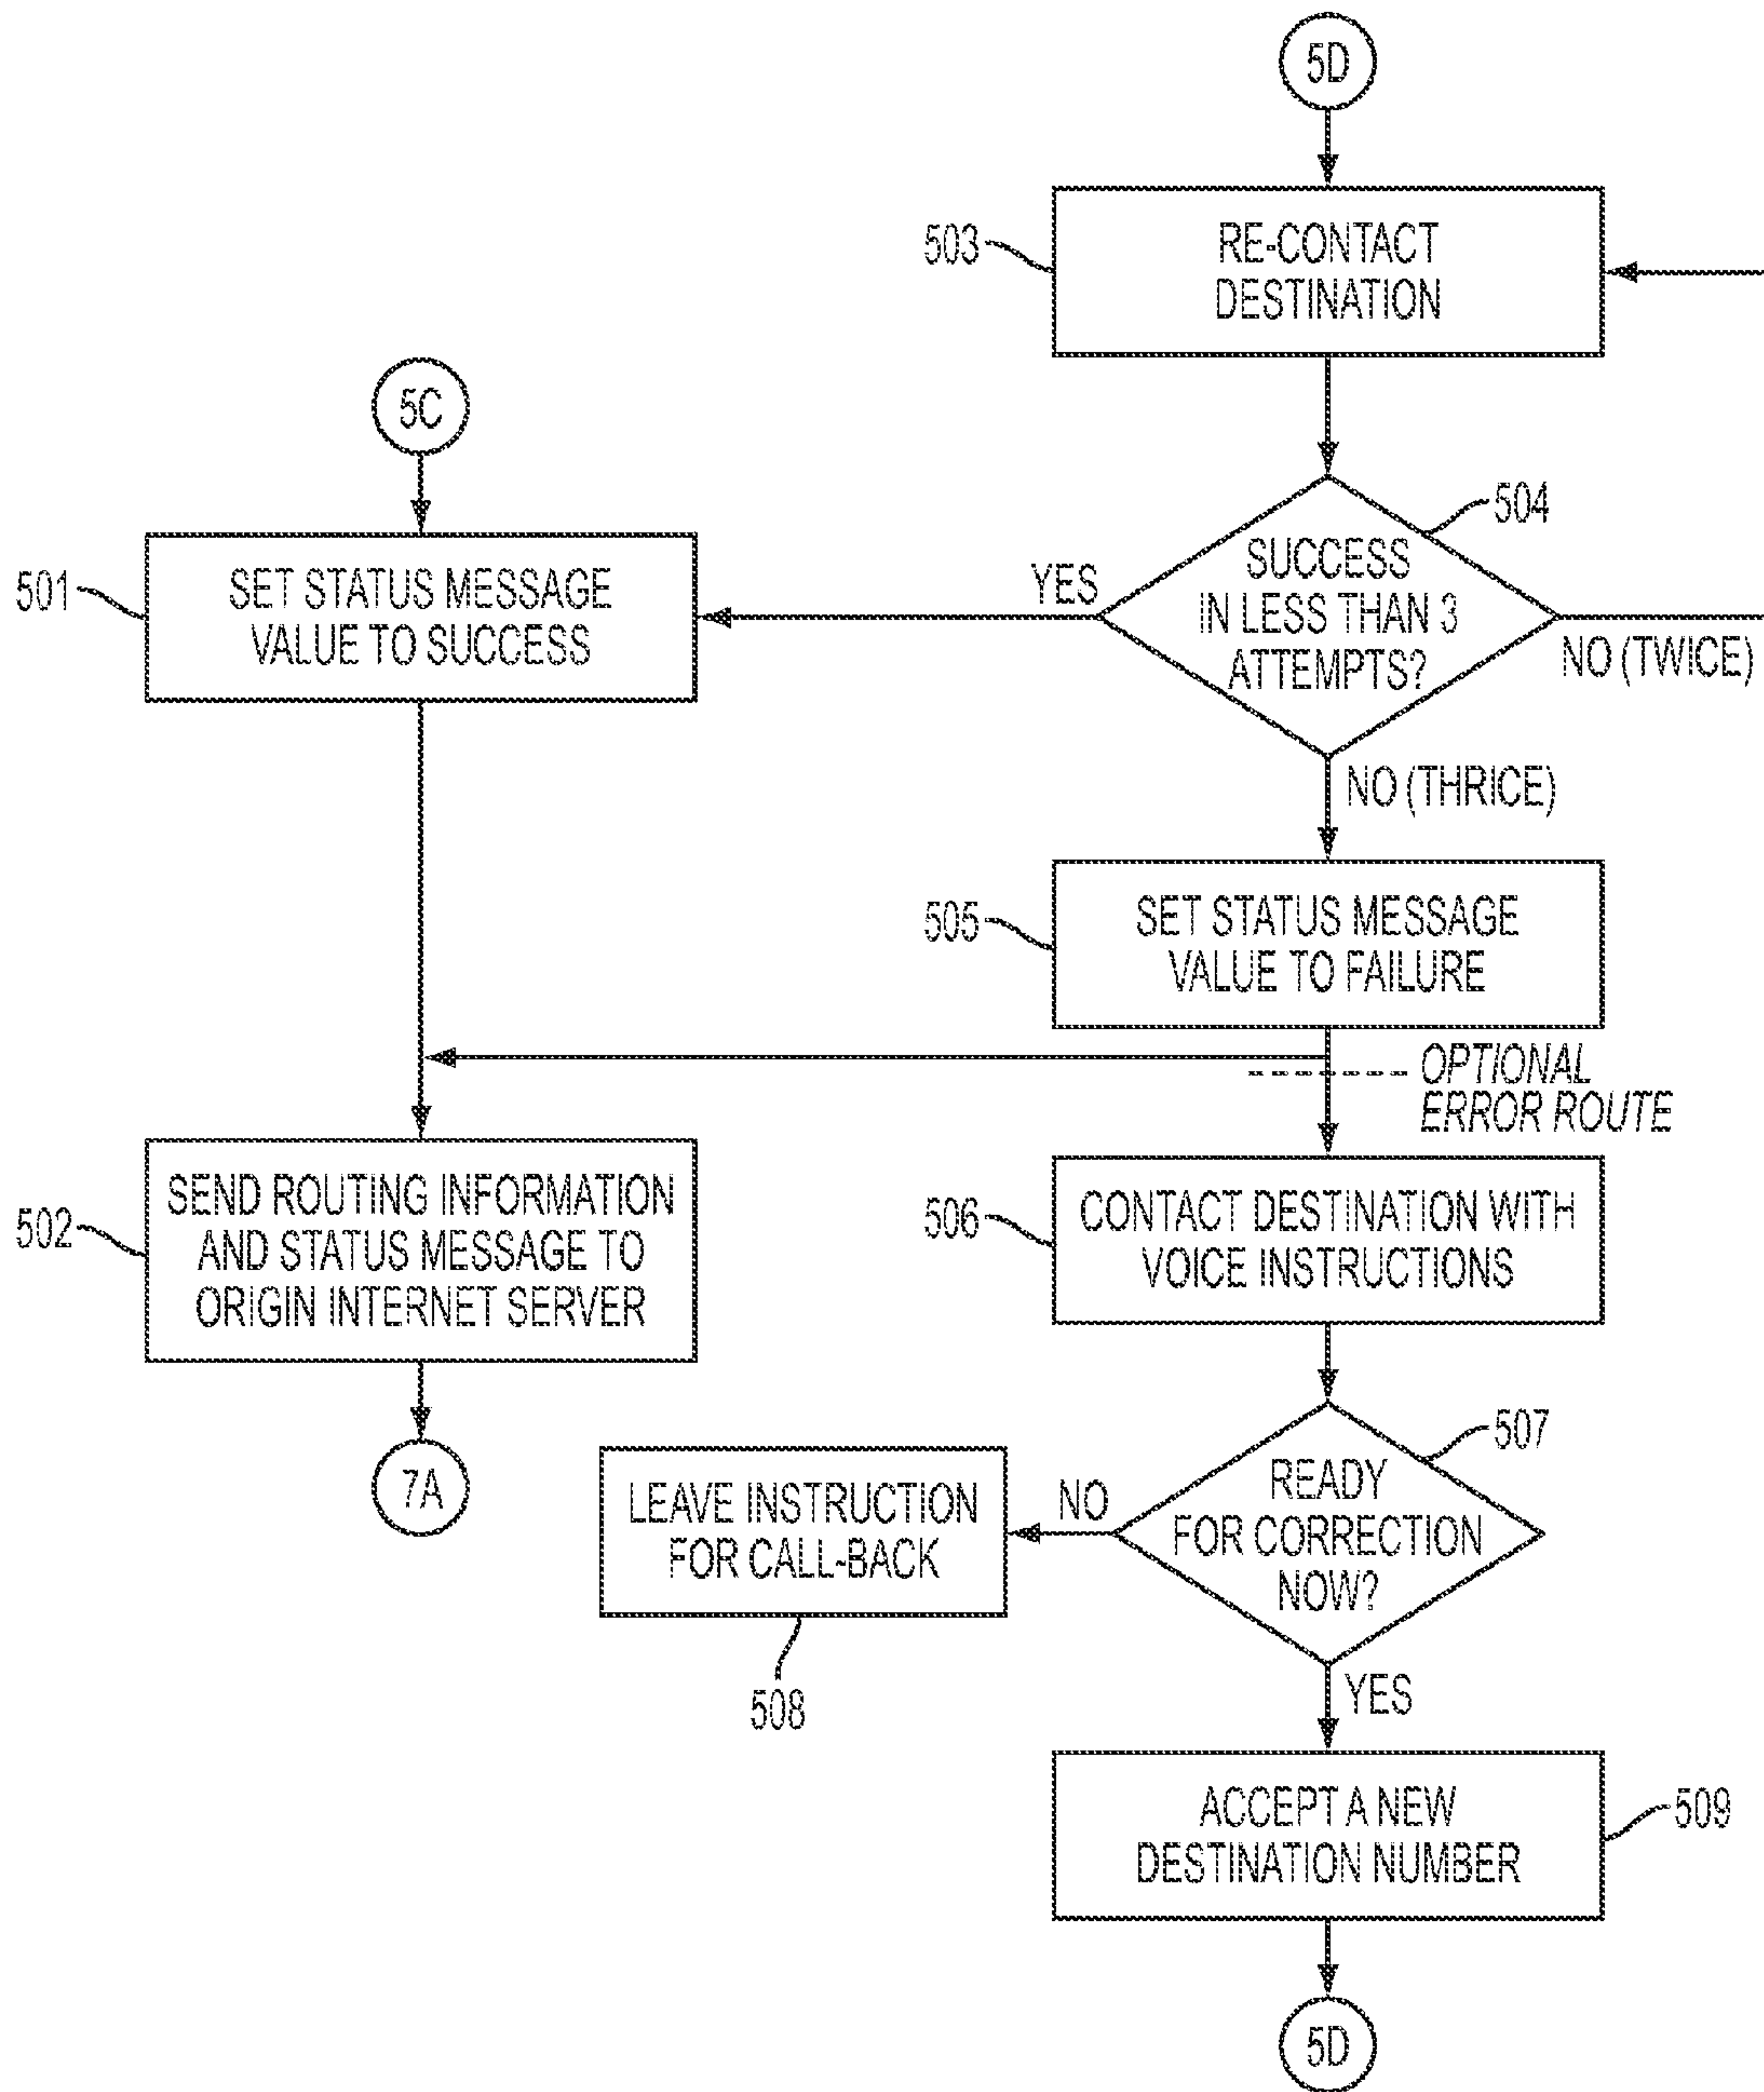 5D
503
RE-CONTACT
DESTINATION
5C
501
SET STATUS MESSAGE
VALUE TO SUCCESS
YES
504
SUCCESS
IN LESS THAN 3
ATTEMPTS?
NO (TWICE)
NO (THRICE)
505
SET STATUS MESSAGE
VALUE TO FAILURE
OPTIONAL
ERROR ROUTE
502
SEND ROUTING INFORMATION
AND STATUS MESSAGE TO
ORIGIN INTERNET SERVER
506
CONTACT DESTINATION WITH
VOICE INSTRUCTIONS
7A
507
READY
FOR CORRECTION
NOW?
NO
LEAVE INSTRUCTION
FOR CALL-BACK
508
YES
ACCEPT A NEW
DESTINATION NUMBER
509
5D